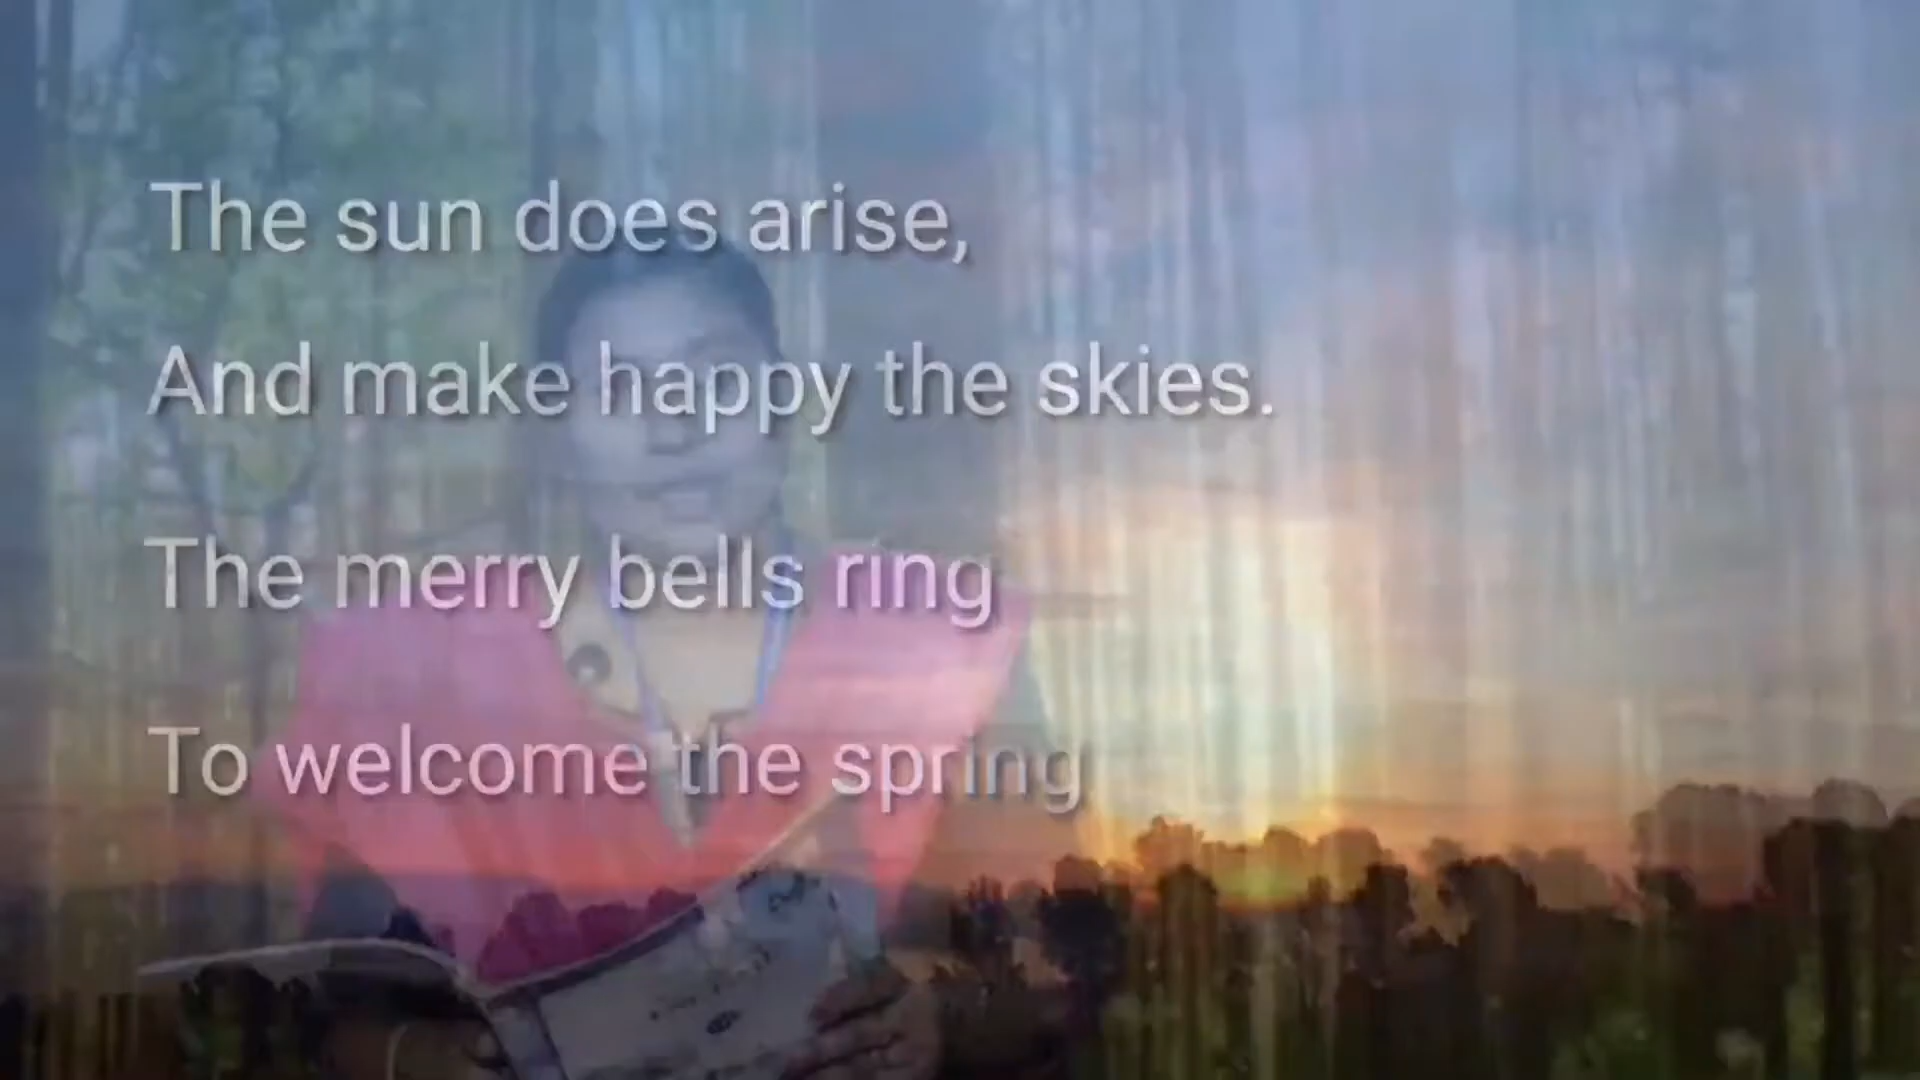 The sun does arise,
And make happy the skies.
The merry bells ring
To welcome the spring